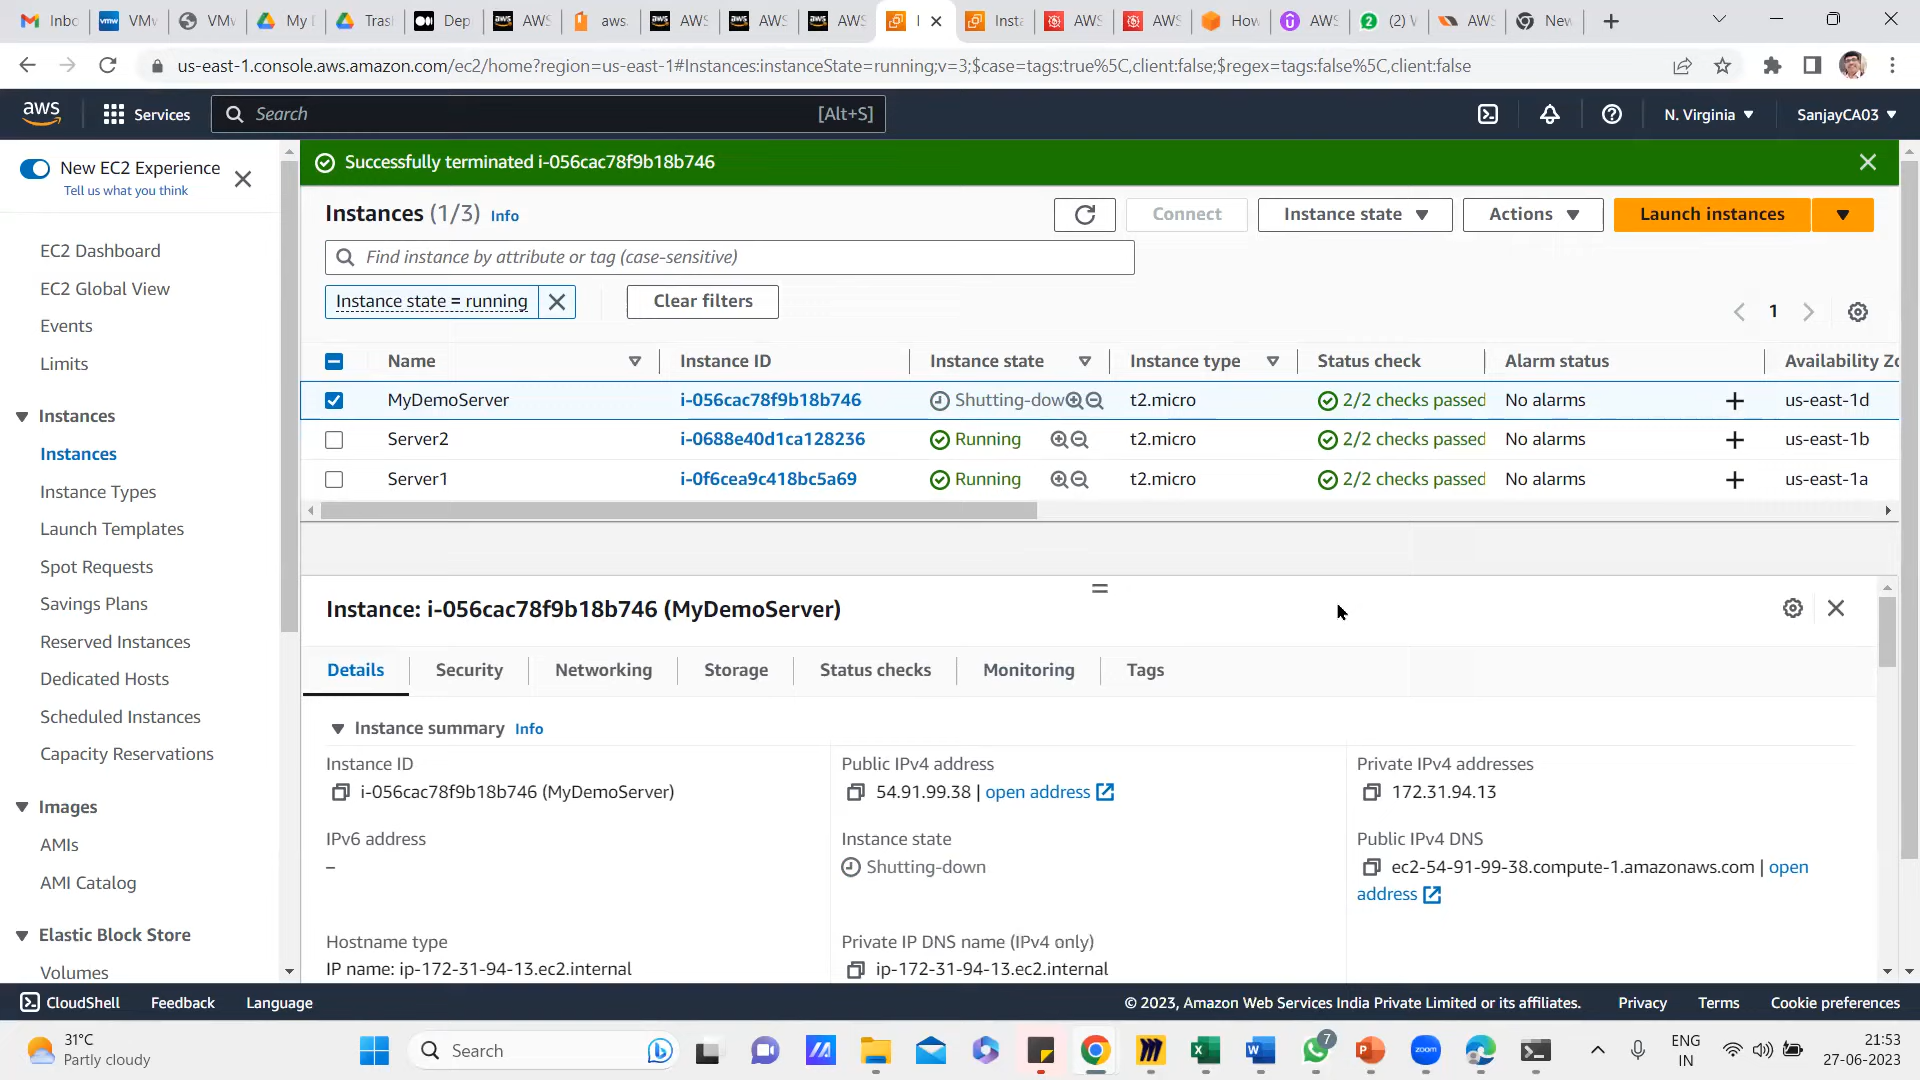 Inbo
VMv
VMv
My D
Tras
Dep
AWS
aws.
AWS
AWS
AWS
I
Insta
AWS
AWS
How
AWS
(2) V
AWS
New
us-east-1.console.aws.amazon.com/ec2/home?region=us-east-1#Instances:instanceState=running;v=3;$case=tags:true%5C,client:false;$regex=tags:false%5C,client:false
aws Services Search [Alt+S] N. Virginia SanjayCA03
New EC2 Experience
Tell us what you think
EC2 Dashboard
EC2 Global View
Events
Limits
Instances
Instances
Instance Types
Launch Templates
Spot Requests
Savings Plans
Reserved Instances
Dedicated Hosts
Scheduled Instances
Capacity Reservations
Images
AMIs
AMI Catalog
Elastic Block Store
Volumes
Successfully terminated i-056cac78f9b18b746
Instances (1/3) Info Connect Instance state Actions Launch instances
Find instance by attribute or tag (case-sensitive)
Instance state = running Clear filters
1
Name Instance ID Instance state Instance type Status check Alarm status Availability Zo
MyDemoServer i-056cac78f9b18b746 Shutting-dow t2.micro 2/2 checks passed No alarms + us-east-1d
Server2 i-0688e40d1ca128236 Running t2.micro 2/2 checks passed No alarms + us-east-1b
Server1 i-0f6cea9c418bc5a69 Running t2.micro 2/2 checks passed No alarms + us-east-1a
Instance: i-056cac78f9b18b746 (MyDemoServer)
Details Security Networking Storage Status checks Monitoring Tags
Instance summary Info
Instance ID Public IPv4 address Private IPv4 addresses
i-056cac78f9b18b746 (MyDemoServer) 54.91.99.38 | open address 172.31.94.13
IPv6 address Instance state Public IPv4 DNS
– Shutting-down ec2-54-91-99-38.compute-1.amazonaws.com | open
address
Hostname type Private IP DNS name (IPv4 only)
IP name: ip-172-31-94-13.ec2.internal ip-172-31-94-13.ec2.internal
CloudShell Feedback Language © 2023, Amazon Web Services India Private Limited or its affiliates. Privacy Terms Cookie preferences
31°C
Partly cloudy
Search
7
zoom
ENG
IN
21:53
27-06-2023